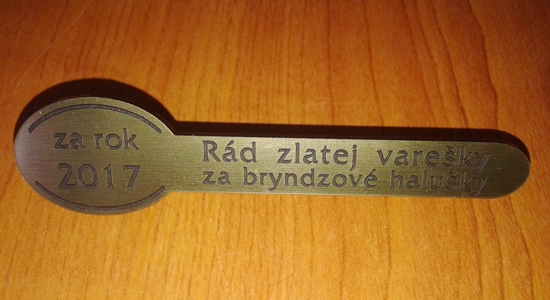 za rok
2017
Rád zlatej varešky
za bryndzové halušky